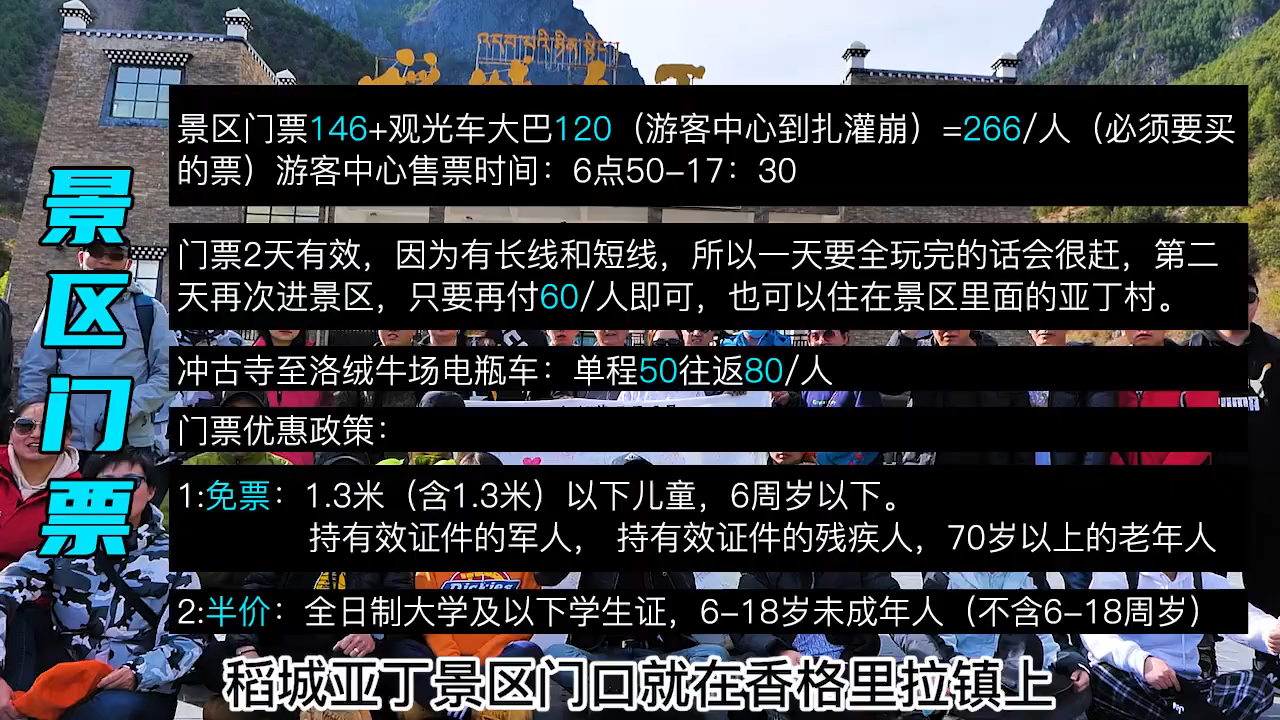 景区门票
景区门票146+观光车大巴120（游客中心到扎灌崩）=266/人（必须要买
的票）游客中心售票时间：6点50-17：30
门票2天有效，因为有长线和短线，所以一天要全玩完的话会很赶，第二
天再次进景区，只要再付60/人即可，也可以住在景区里面的亚丁村。
冲古寺至洛绒牛场电瓶车：单程50往返80/人
门票优惠政策：
1:免票：1.3米（含1.3米）以下儿童，6周岁以下。
持有效证件的军人， 持有效证件的残疾人，70岁以上的老年人
2:半价：全日制大学及以下学生证，6-18岁未成年人（不含6-18周岁）
Dickies
稻城亚丁景区门口就在香格里拉镇上